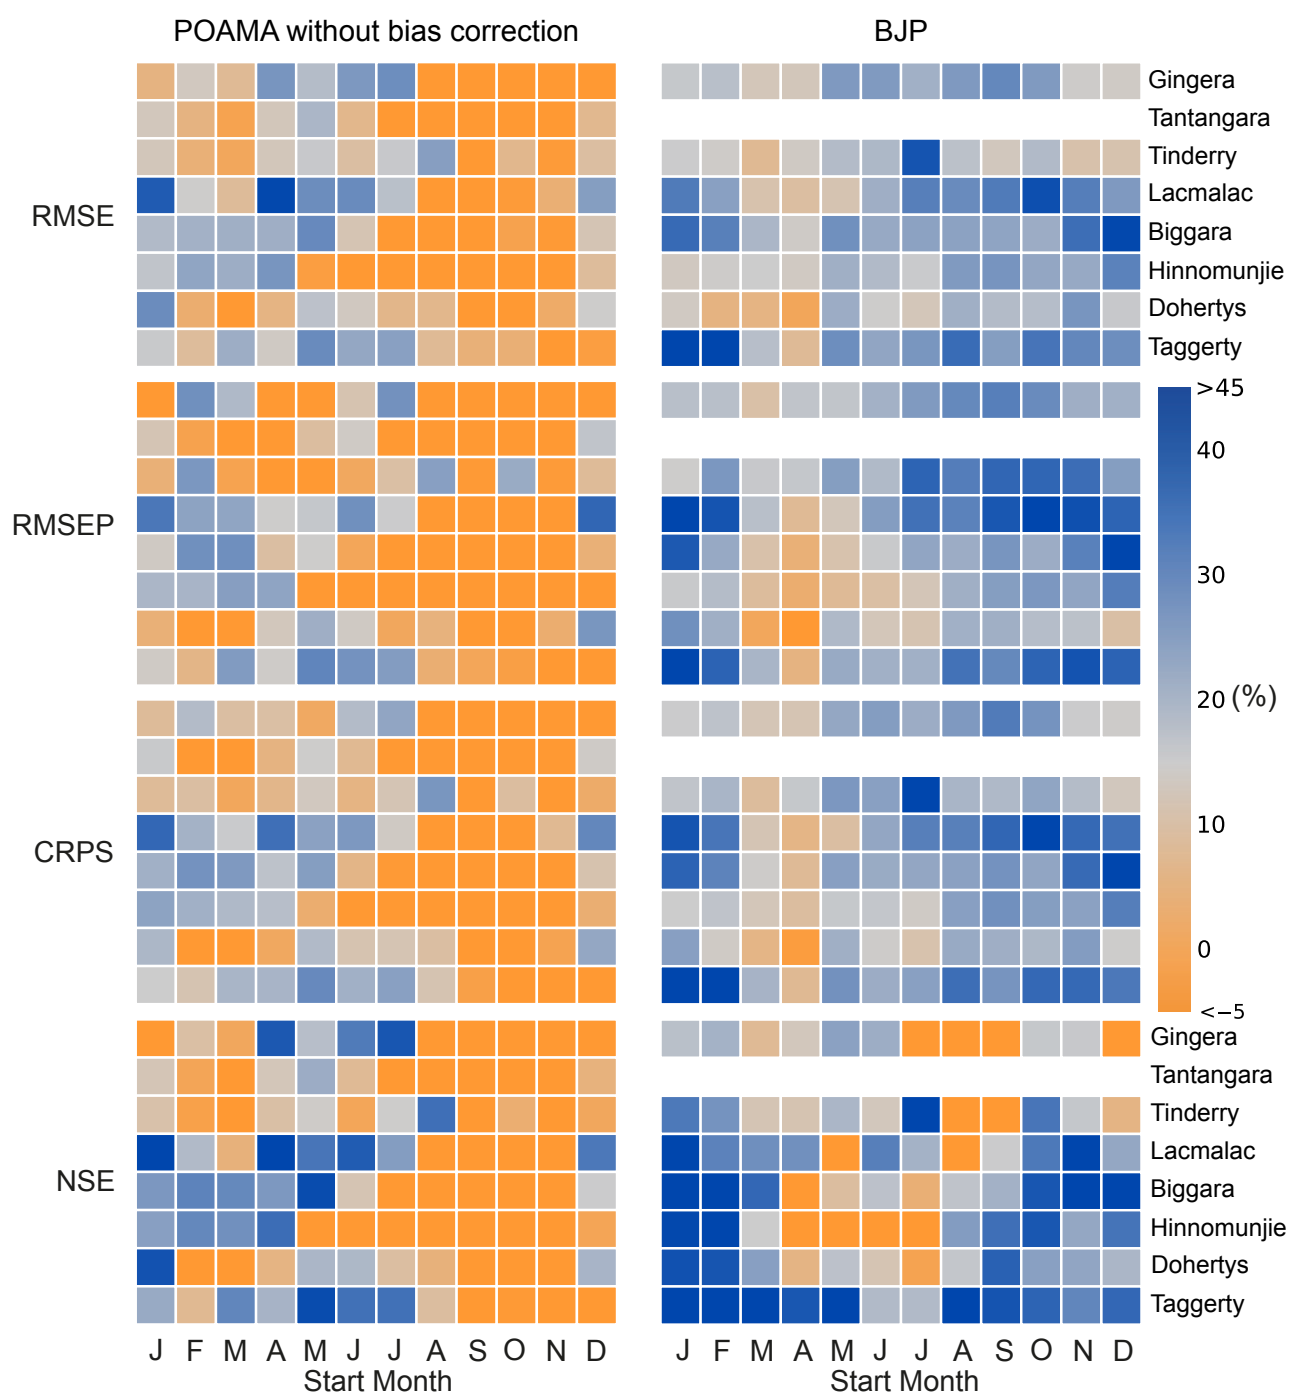 POAMA without bias correction
BJP
RMSE
Gingera
Tantangara
Tinderry
Lacmalac
Biggara
Hinnomunjie
Dohertys
Taggerty
RMSEP
>45
40
30
20 (%)
10
0
<−5
CRPS
NSE
Gingera
Tantangara
Tinderry
Lacmalac
Biggara
Hinnomunjie
Dohertys
Taggerty
J F M A M J J A S O N D
Start Month
J F M A M J J A S O N D
Start Month